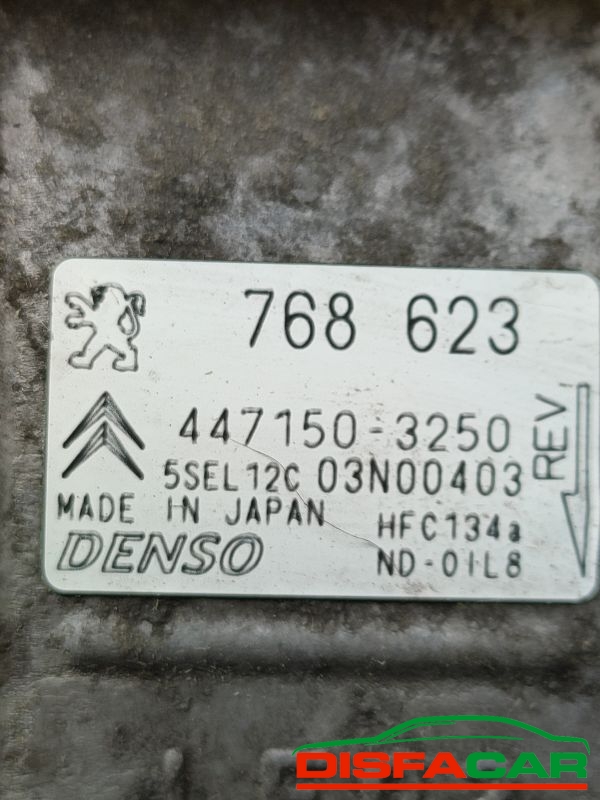 768 623
447150-3250
5SEL12C 03N00403
REV
MADE IN JAPAN HFC134a
DENSO ND-OIL8
DISFACAR